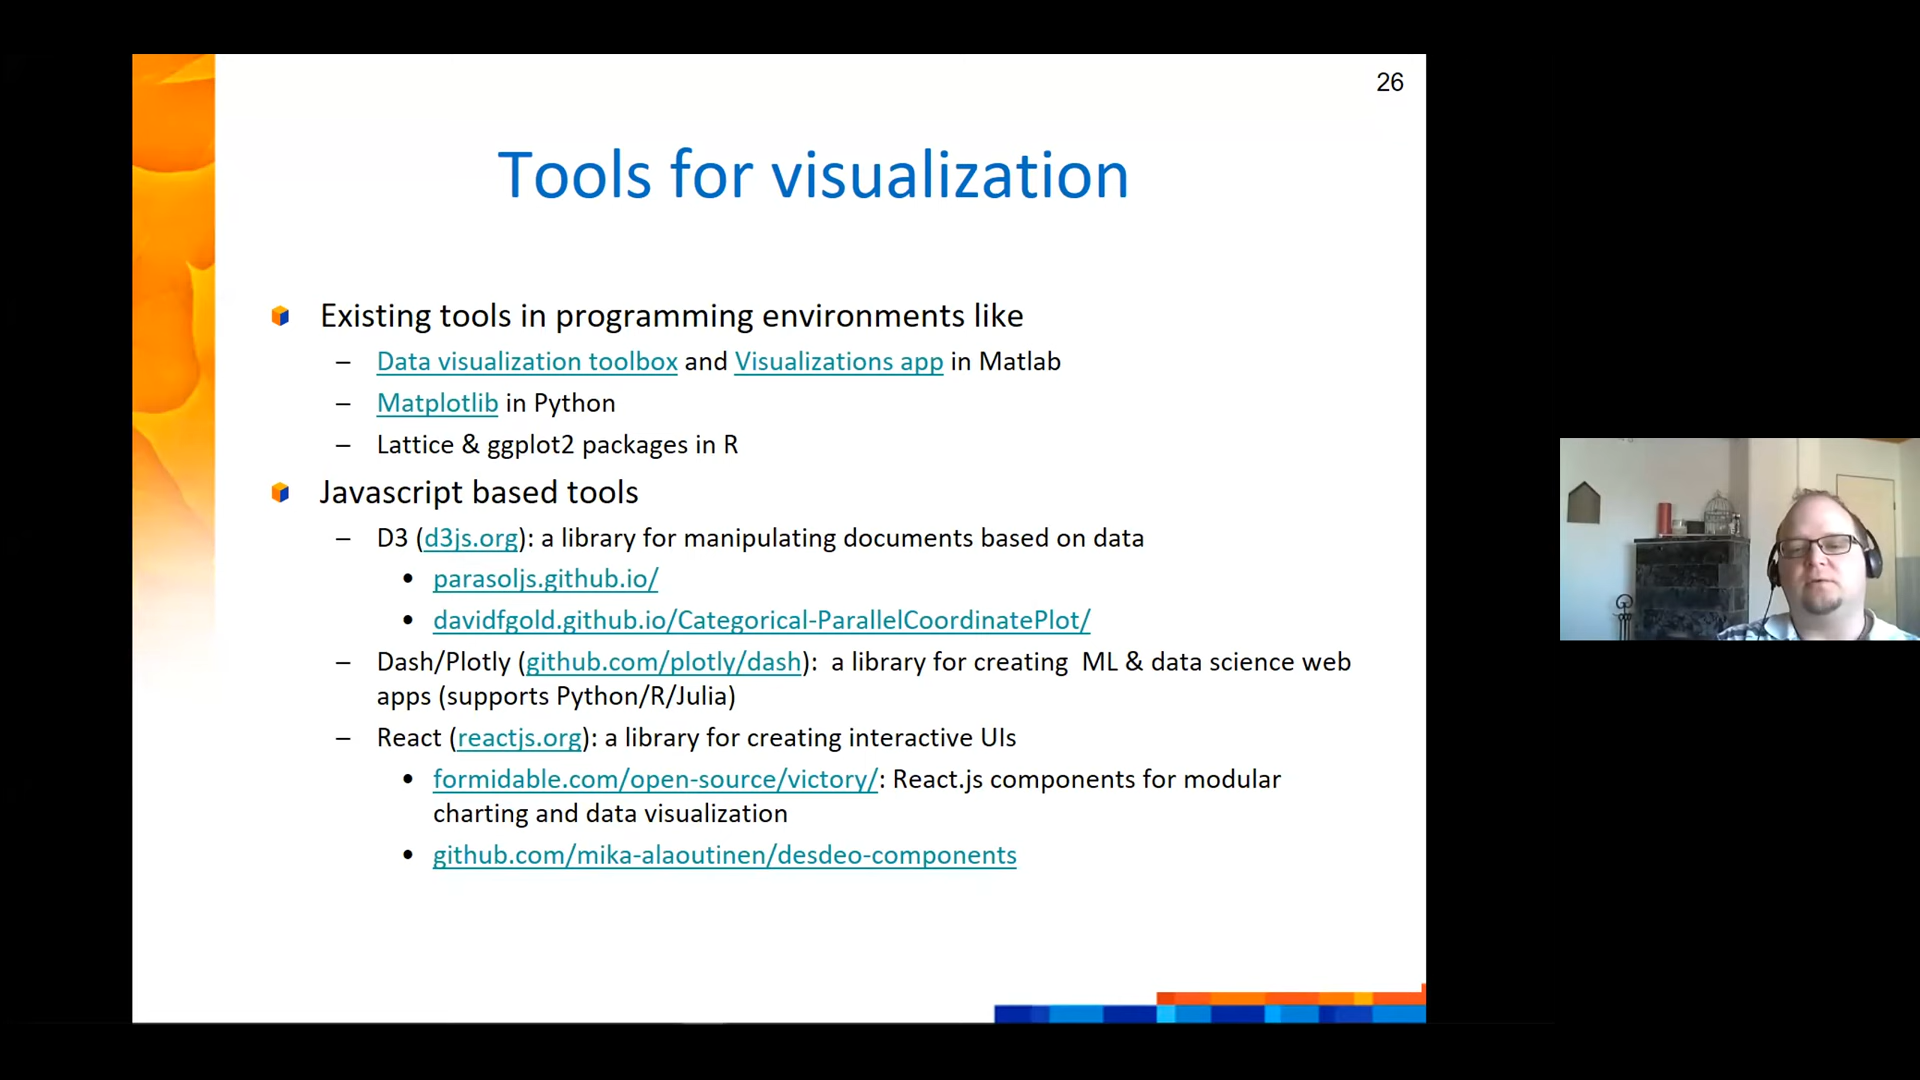 26
Tools for visualization
Existing tools in programming environments like
– Data visualization toolbox and Visualizations app in Matlab
– Matplotlib in Python
– Lattice & ggplot2 packages in R
Javascript based tools
– D3 (d3js.org): a library for manipulating documents based on data
• parasoljs.github.io/
• davidfgold.github.io/Categorical-ParallelCoordinatePlot/
– Dash/Plotly (github.com/plotly/dash): a library for creating ML & data science web
apps (supports Python/R/Julia)
– React (reactjs.org): a library for creating interactive UIs
• formidable.com/open-source/victory/: React.js components for modular
charting and data visualization
• github.com/mika-alaoutinen/desdeo-components